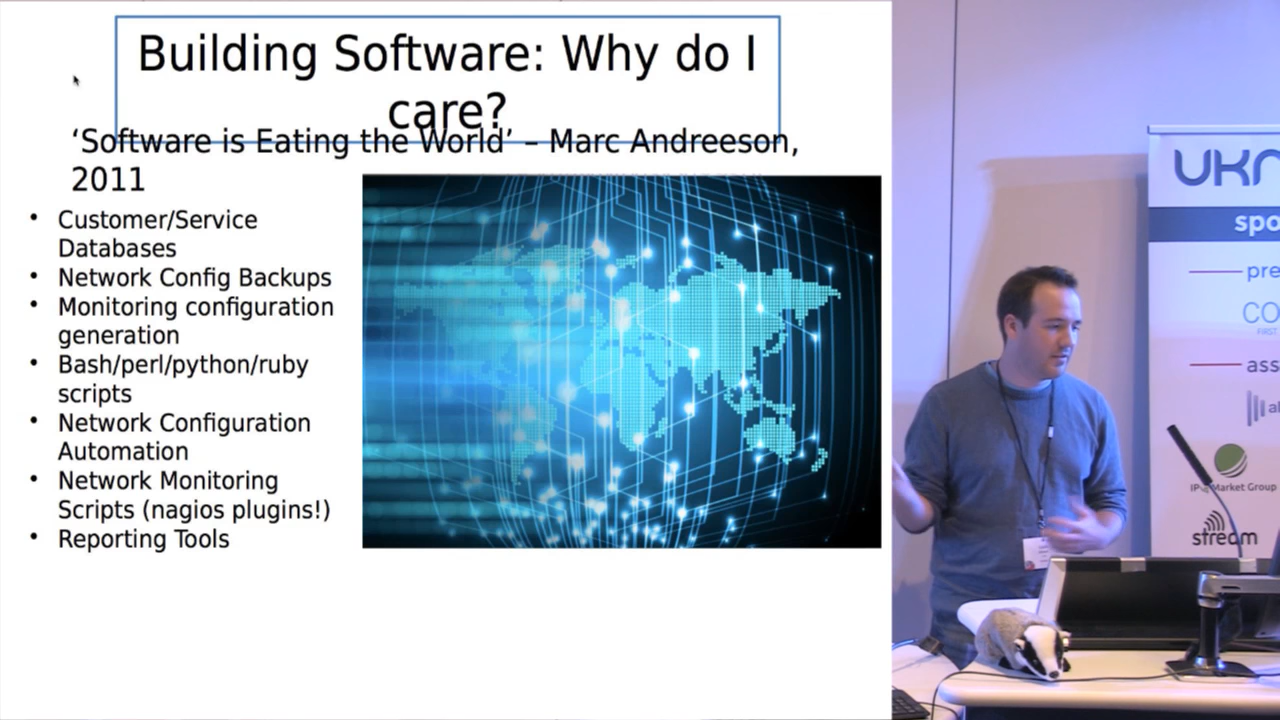 Building Software: Why do I
care?
‘Software is Eating the World’ – Marc Andreeson,
2011
• Customer/Service
Databases
• Network Config Backups
• Monitoring configuration
generation
• Bash/perl/python/ruby
scripts
• Network Configuration
Automation
• Network Monitoring
Scripts (nagios plugins!)
• Reporting Tools
spo
pre
CO
FIRST
ass
al
IP Market Group
stream